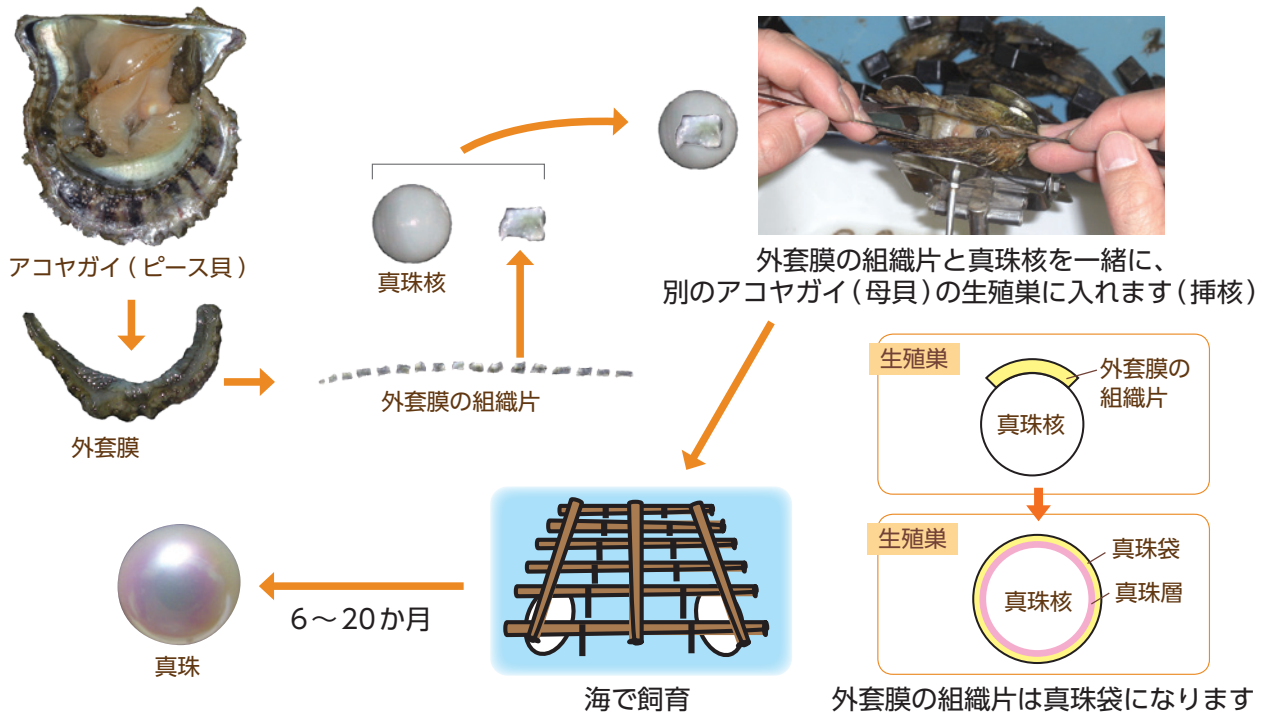 アコヤガイ(ピース貝)
外套膜
外套膜の組織片
真珠核
外套膜の組織片と真珠核を一緒に、
別のアコヤガイ(母貝)の生殖巣に入れます(挿核)
生殖巣
外套膜の
組織片
真珠核
生殖巣
真珠袋
真珠層
真珠核
外套膜の組織片は真珠袋になります
海で飼育
6～20か月
真珠